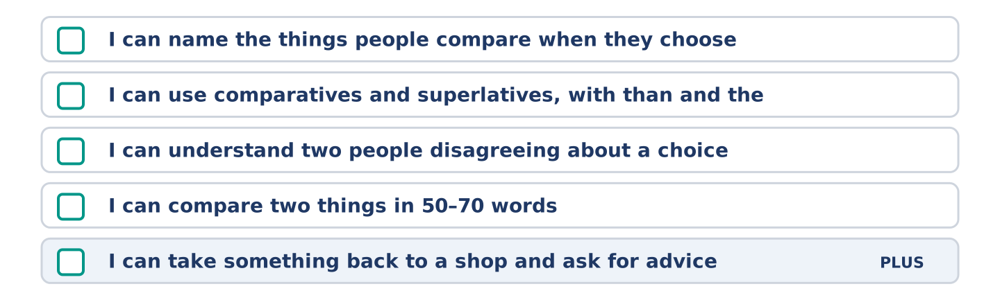 I can name the things people compare when they choose
I can use comparatives and superlatives, with than and the
I can understand two people disagreeing about a choice
I can compare two things in 50–70 words
I can take something back to a shop and ask for advice PLUS